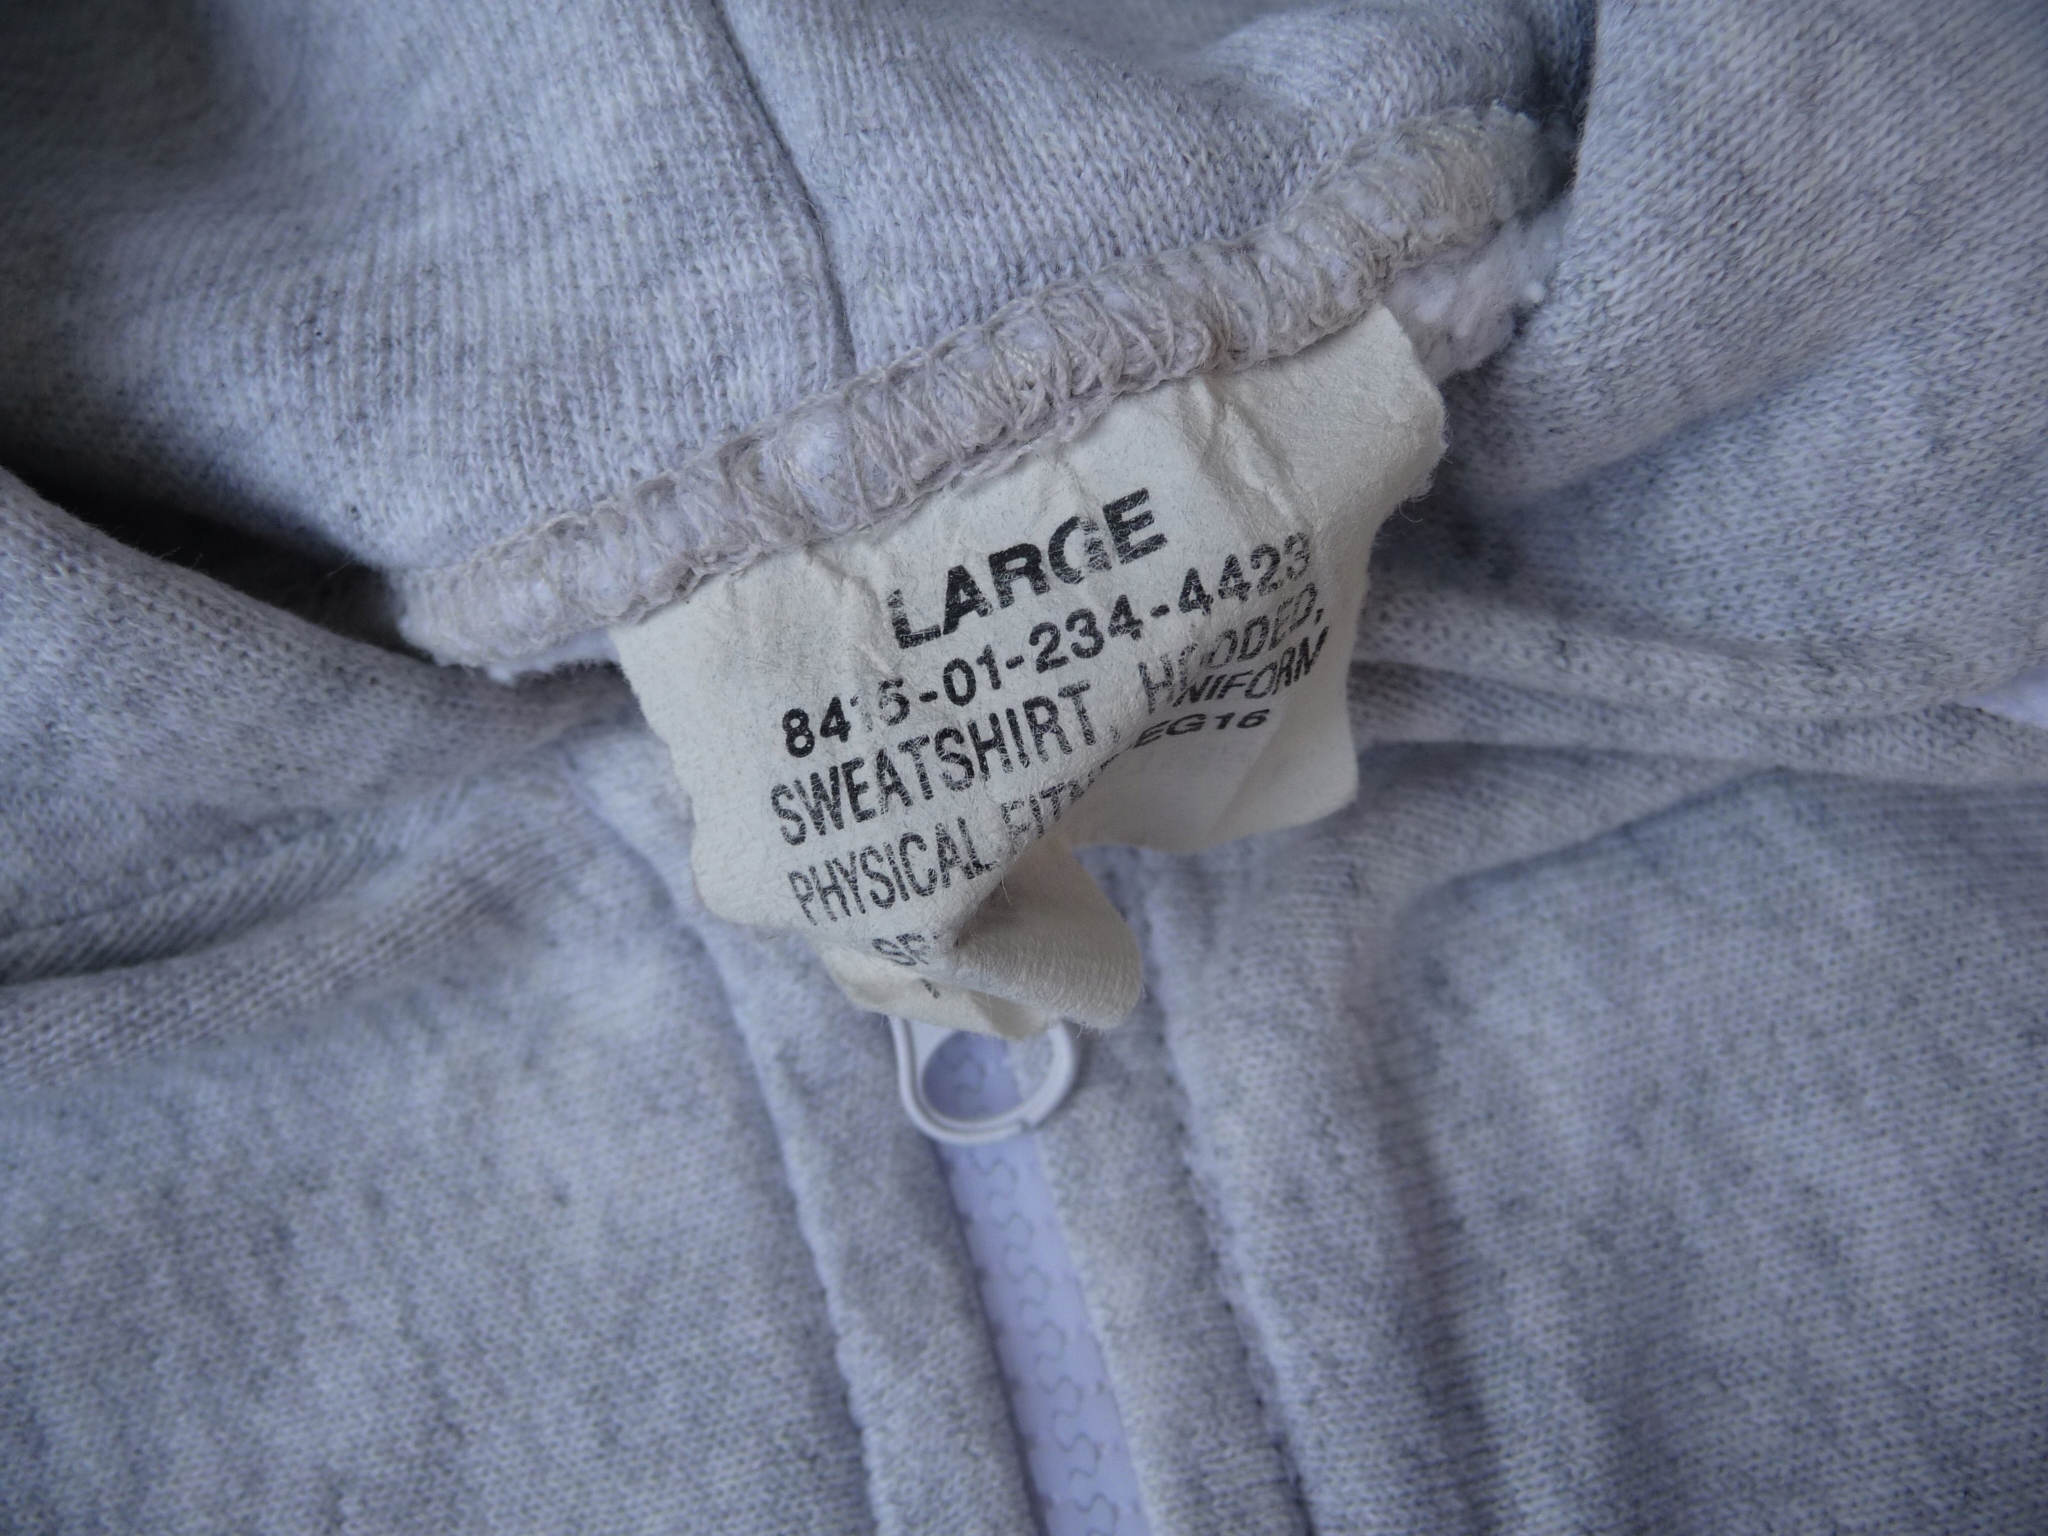 LARGE
8415-01-234-4423
SWEATSHIRT, HOODED,
PHYSICAL UNIFORM